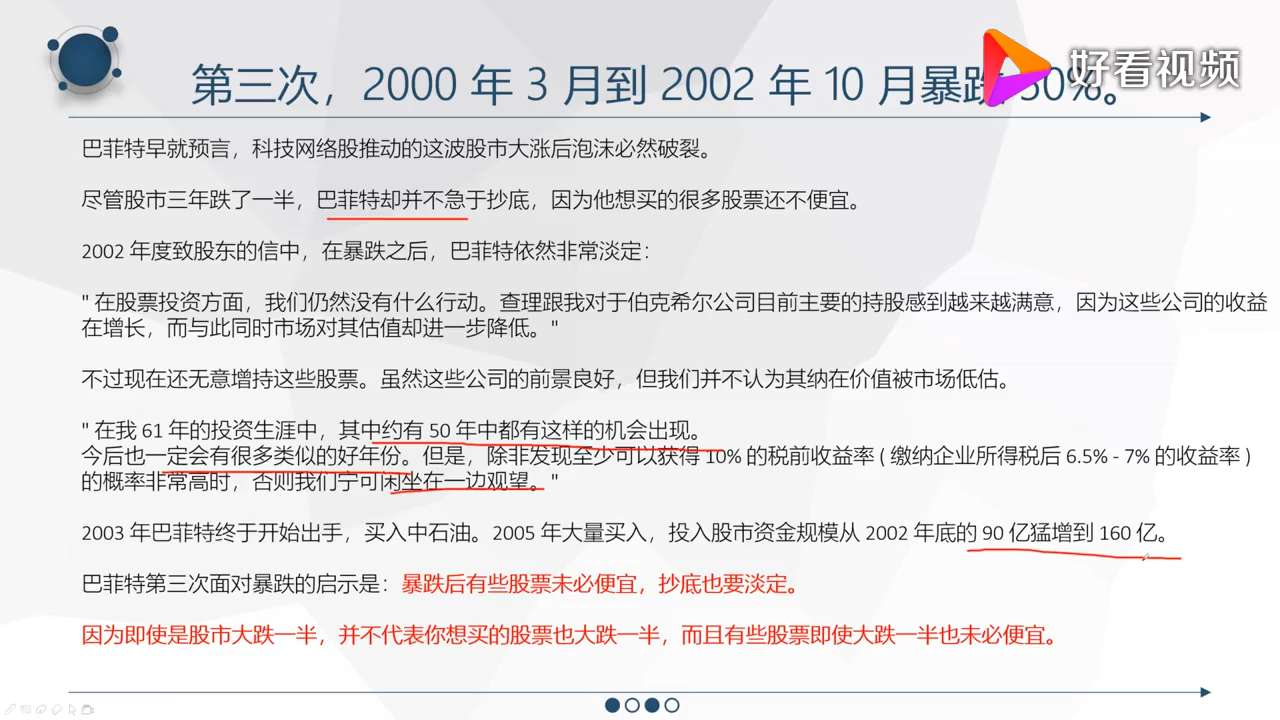 第三次，2000 年 3 月到 2002 年 10 月暴跌 50%。
好看视频
巴菲特早就预言，科技网络股推动的这波股市大涨后泡沫必然破裂。
尽管股市三年跌了一半，巴菲特却并不急于抄底，因为他想买的很多股票还不便宜。
2002 年度致股东的信中，在暴跌之后，巴菲特依然非常淡定：
" 在股票投资方面，我们仍然没有什么行动。查理跟我对于伯克希尔公司目前主要的持股感到越来越满意，因为这些公司的收益
在增长，而与此同时市场对其估值却进一步降低。"
不过现在还无意增持这些股票。虽然这些公司的前景良好，但我们并不认为其纳在价值被市场低估。
" 在我 61 年的投资生涯中，其中约有 50 年中都有这样的机会出现。
今后也一定会有很多类似的好年份。但是，除非发现至少可以获得 10% 的税前收益率 ( 缴纳企业所得税后 6.5% - 7% 的收益率 )
的概率非常高时，否则我们宁可闲坐在一边观望。"
2003 年巴菲特终于开始出手，买入中石油。2005 年大量买入，投入股市资金规模从 2002 年底的 90 亿猛增到 160 亿。
巴菲特第三次面对暴跌的启示是：暴跌后有些股票未必便宜，抄底也要淡定。
因为即使是股市大跌一半，并不代表你想买的股票也大跌一半，而且有些股票即使大跌一半也未必便宜。